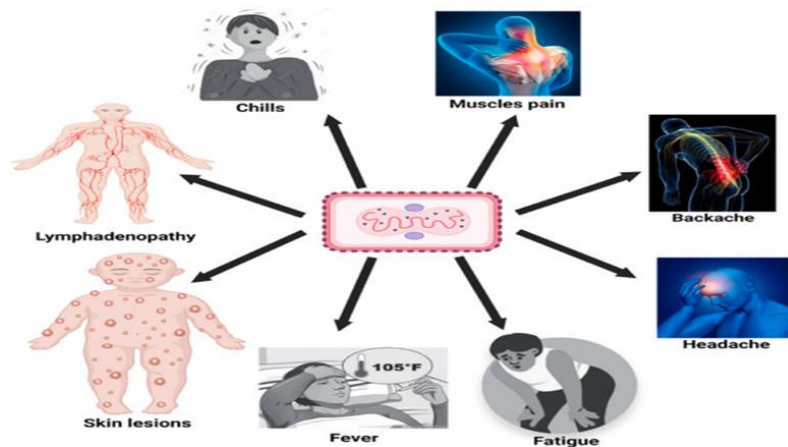 Chills
Muscles pain
Lymphadenopathy
Backache
Skin lesions
105°F
Headache
Fever
Fatigue